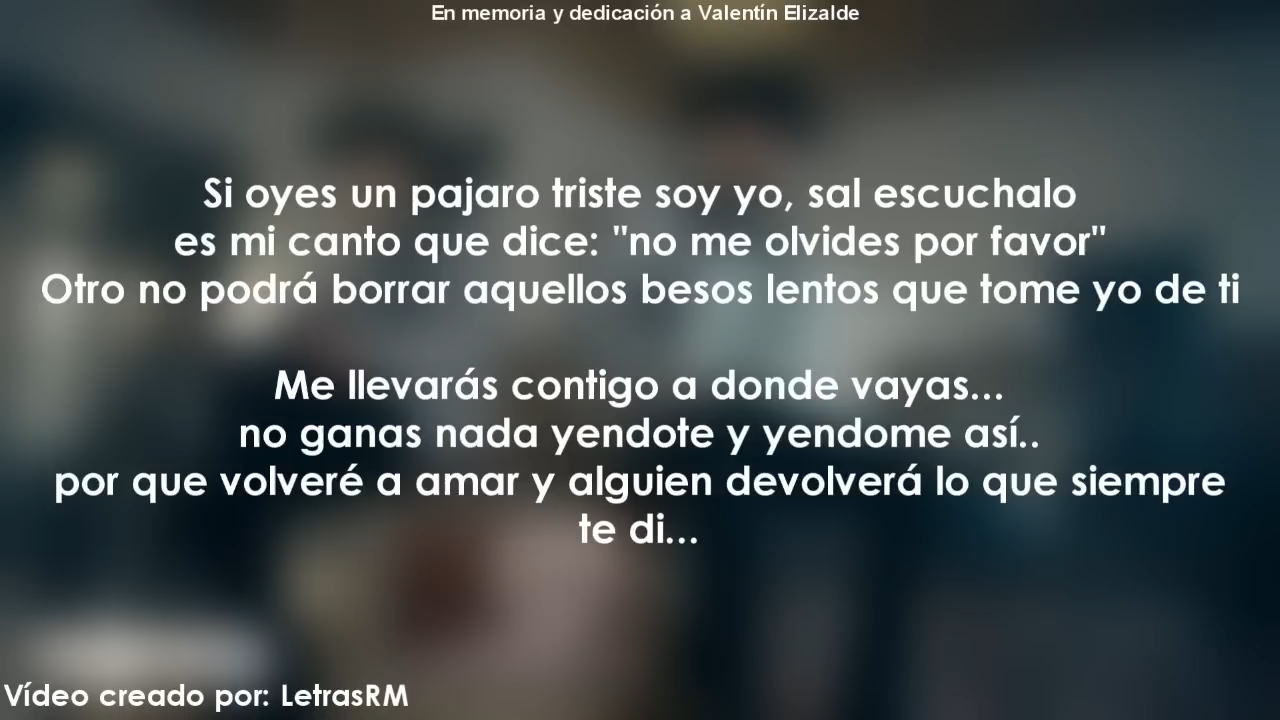 En memoria y dedicación a Valentín Elizalde
Si oyes un pajaro triste soy yo, sal escuchalo
es mi canto que dice: "no me olvides por favor"
Otro no podrá borrar aquellos besos lentos que tome yo de ti
Me llevarás contigo a donde vayas...
no ganas nada yendote y yendome así..
por que volveré a amar y alguien devolverá lo que siempre
te di...
Vídeo creado por: LetrasRM